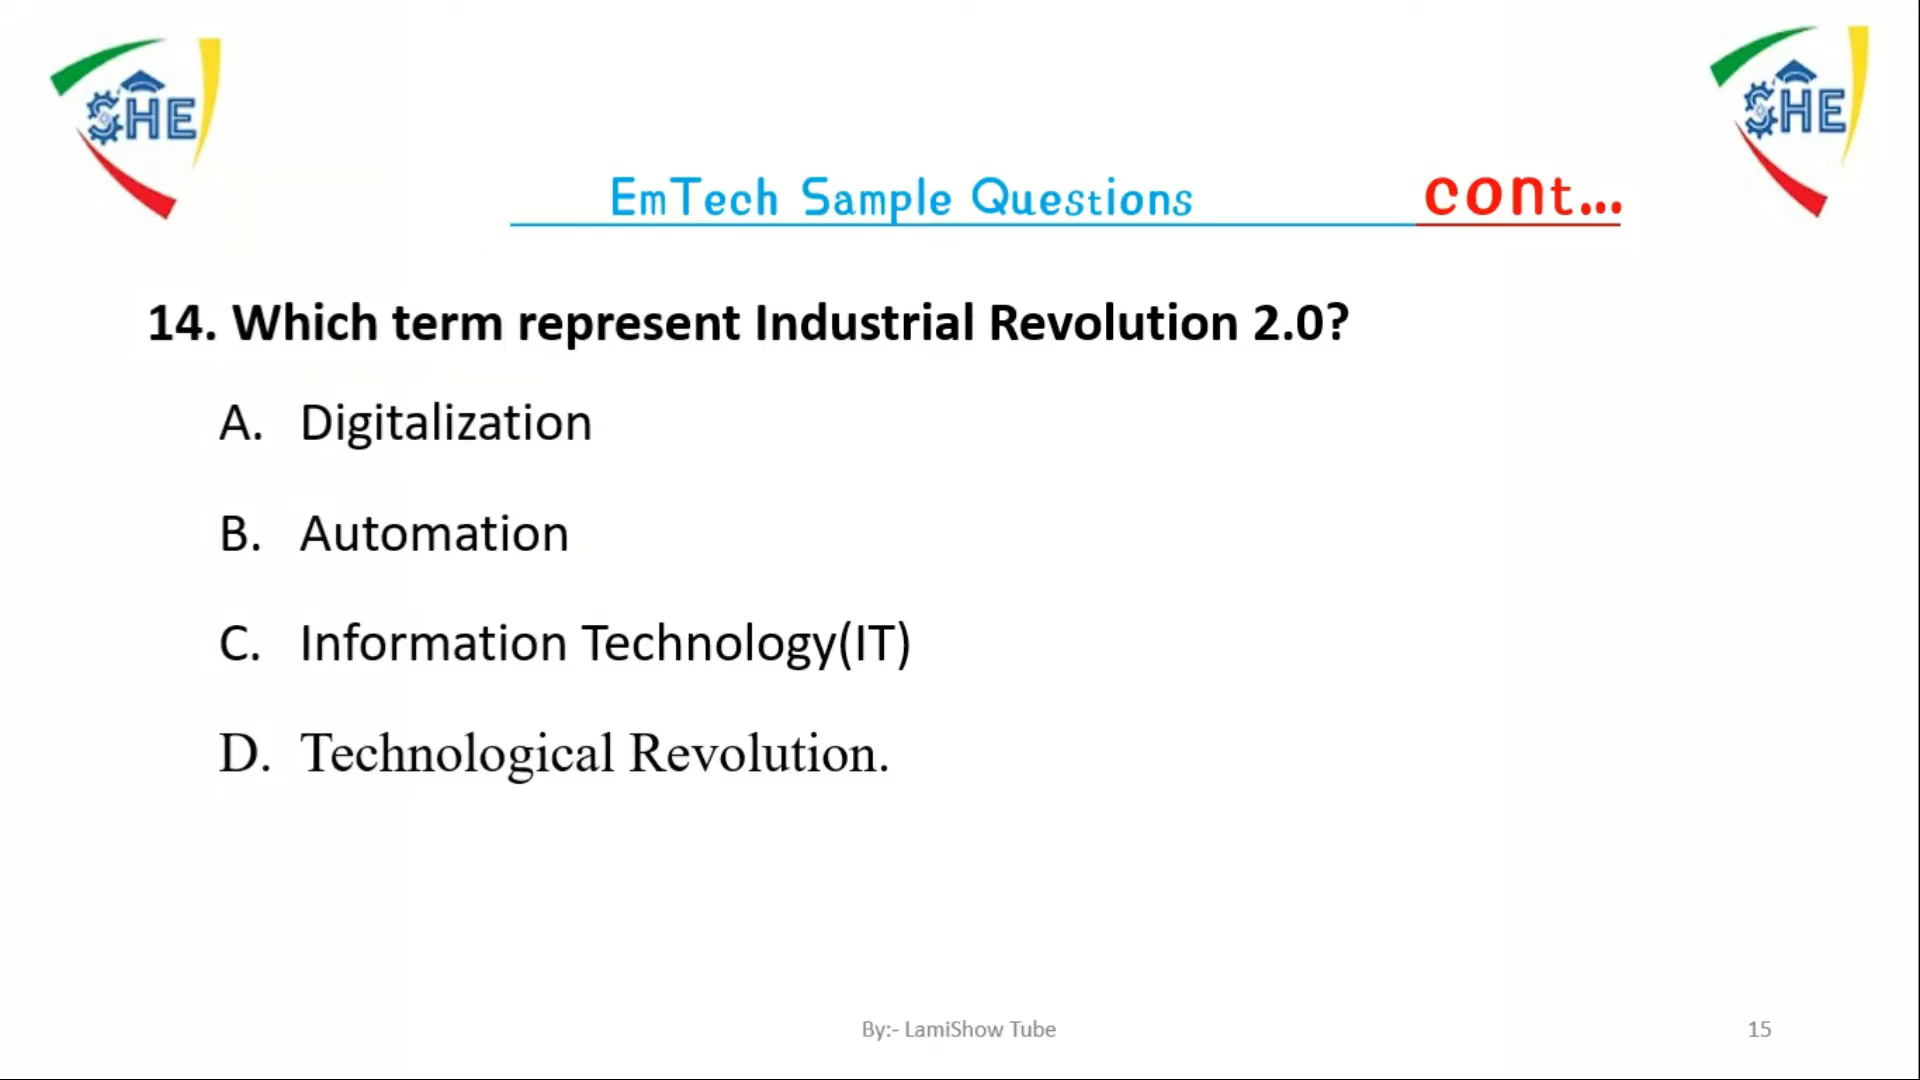 SHE
SHE
EmTech Sample Questions cont...
14. Which term represent Industrial Revolution 2.0?
A. Digitalization
B. Automation
C. Information Technology(IT)
D. Technological Revolution.
By:- LamiShow Tube
15